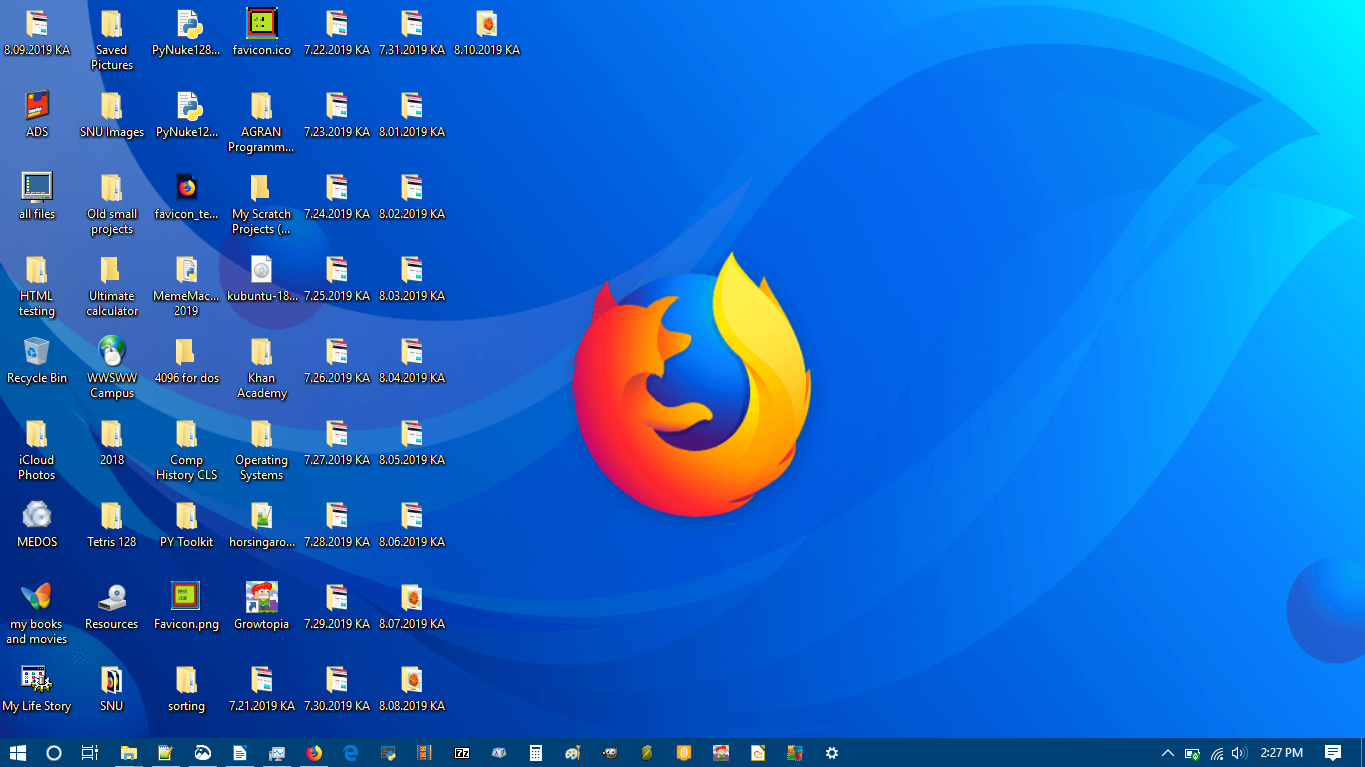 8.09.2019 KA
Saved
Pictures
PyNuke128...
favicon.ico
7.22.2019 KA
7.31.2019 KA
8.10.2019 KA
ADS
SNU Images
PyNuke12...
AGRAN
Programm...
7.23.2019 KA
8.01.2019 KA
all files
Old small
projects
favicon_te...
My Scratch
Projects (...
7.24.2019 KA
8.02.2019 KA
HTML
testing
Ultimate
calculator
MemeMac...
2019
kubuntu-18...
7.25.2019 KA
8.03.2019 KA
Recycle Bin
WWSWW
Campus
4096 for dos
Khan
Academy
7.26.2019 KA
8.04.2019 KA
iCloud
Photos
2018
Comp
History CLS
Operating
Systems
7.27.2019 KA
8.05.2019 KA
MEDOS
Tetris 128
PY Toolkit
horsingaro...
7.28.2019 KA
8.06.2019 KA
my books
and movies
Resources
test
.ico
Favicon.png
Growtopia
7.29.2019 KA
8.07.2019 KA
My Life Story
SNU
sorting
7.21.2019 KA
7.30.2019 KA
8.08.2019 KA
7z
2:27 PM